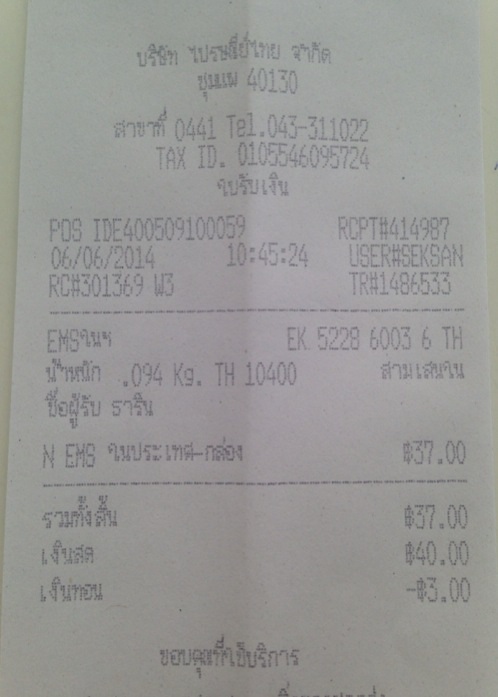 บริษัท ไปรษณีย์ไทย จำกัด
ชุมแพ 40130
สาขาที่ 0441 Tel.043-311022
TAX ID. 0105546095724
ใบรับเงิน
POS IDE400509100059 RCPT#414987
06/06/2014 10:45:24 USER#SEKSAN
RC#301369 W3 TR#1486533
EMSในฯ EK 5228 6003 6 TH
น้ำหนัก .094 Kg. TH 10400 สามเสนใน
ชื่อผู้รับ ธาริน
N EMS ในประเทศ-กล่อง ฿37.00
รวมทั้งสิ้น ฿37.00
เงินสด ฿40.00
เงินทอน -฿3.00
ขอบคุณที่ใช้บริการ